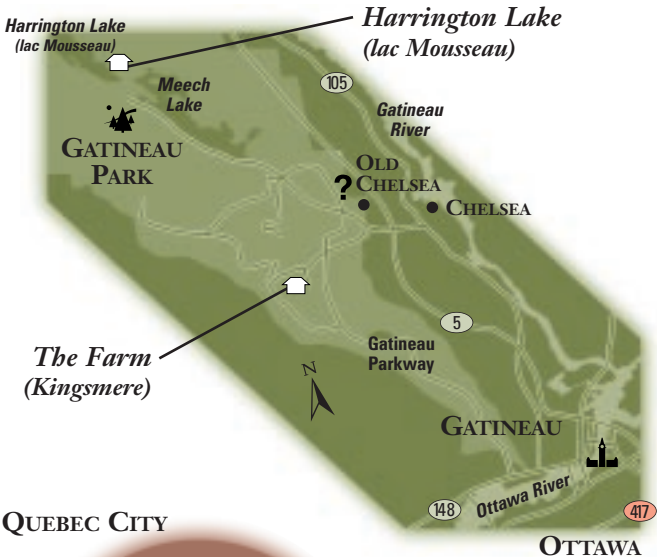 Harrington Lake
(lac Mousseau)
Harrington Lake
(lac Mousseau)
Meech
Lake
105
Gatineau
River
GATINEAU
PARK
?
OLD
CHELSEA
CHELSEA
5
The Farm
(Kingsmere)
Gatineau
Parkway
N
GATINEAU
148
Ottawa River
417
QUEBEC CITY
OTTAWA